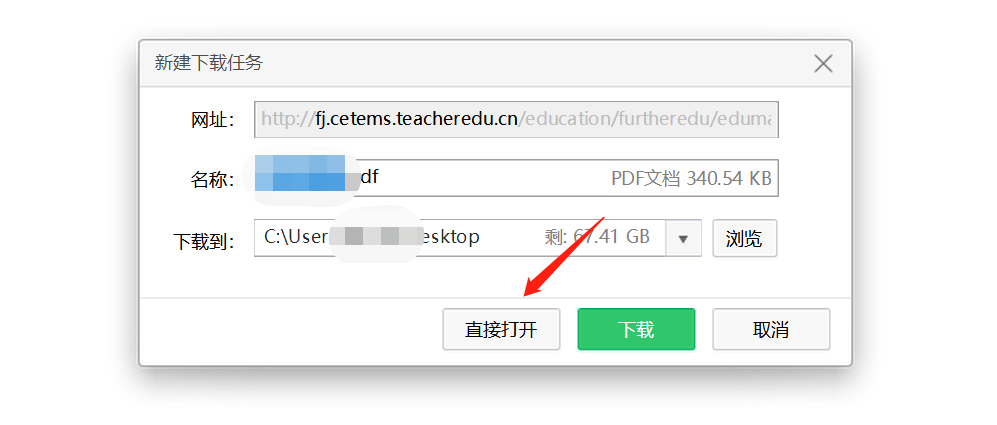 新建下载任务
网址: http://fj.cetems.teacheredu.cn/education/furtheredu/eduma
名称: df PDF文档 340.54 KB
下载到: C:\User esktop 剩: 67.41 GB 浏览
直接打开 下载 取消